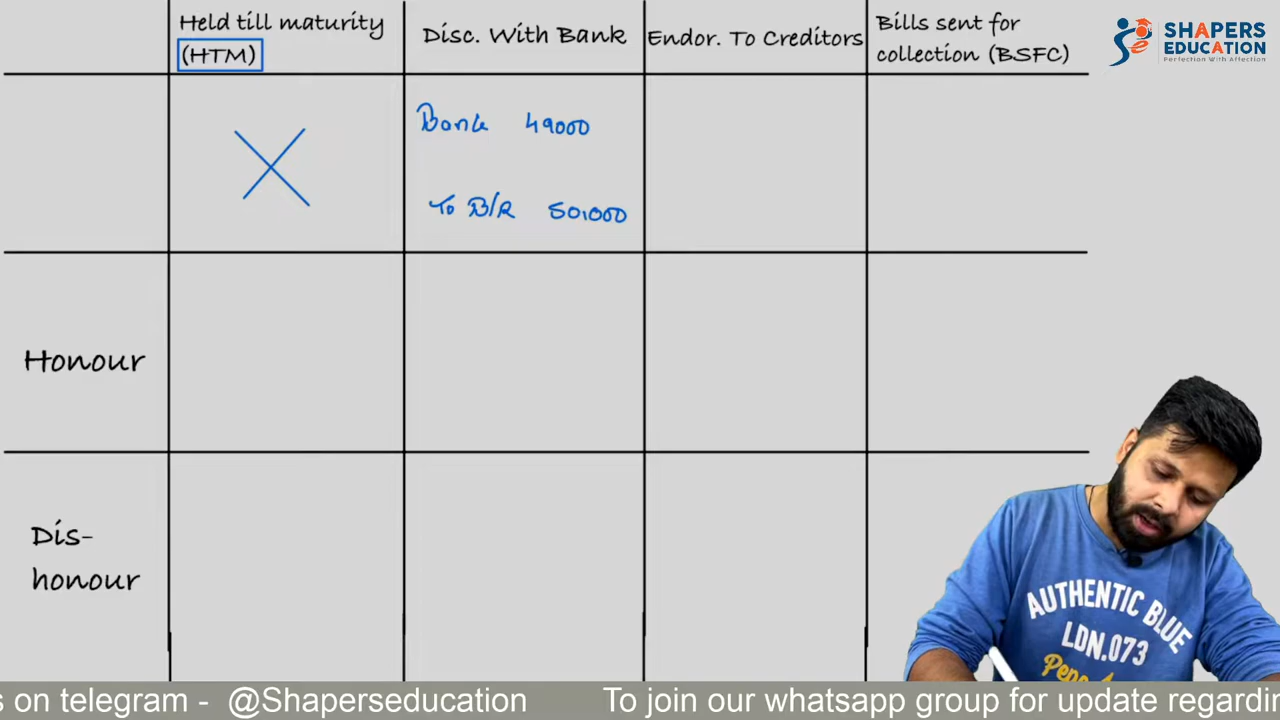 Held till maturity
(HTM)
Disc. With Bank
Endor. To Creditors
Bills sent for
collection (BSFC)
SHAPERS
EDUCATION
Perfection With Affection
Bank 49000
To B/R 50,000
Honour
Dis-
honour
AUTHENTIC BLUE
LDN.073
s on telegram - @Shaperseducation To join our whatsapp group for update regardin